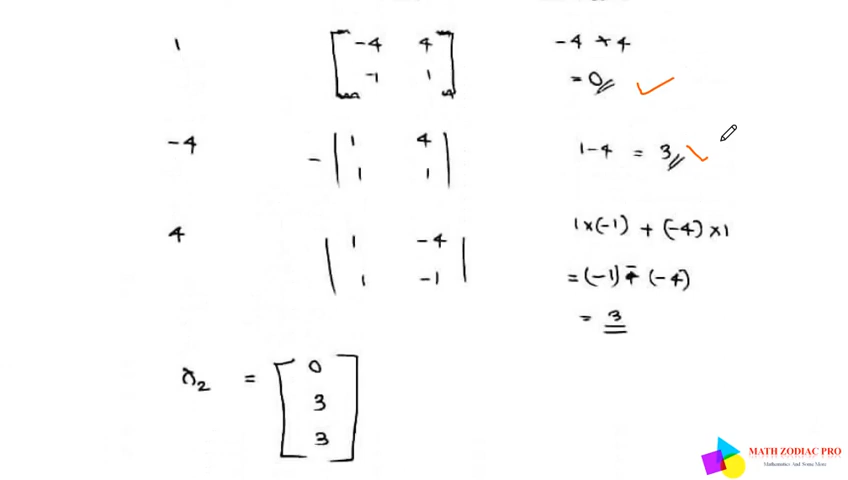 1 [ -4 4 -4 + 4
-1 1 ] = 0 ✓
-4 - | 1 4 1-4 = 3 ✓
1 1 |
4 | 1 -4 1×(-1) + (-4)×1
1 -1 | = (-1) - (-4)
= 3
x2 = [ 0
3
3 ]
MATH ZODIAC PRO
Mathematics And Some More